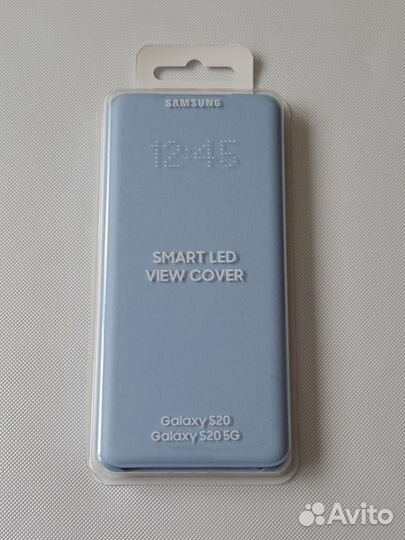 SAMSUNG
12:45
SMART LED
VIEW COVER
Galaxy S20
Galaxy S20 5G
Avito